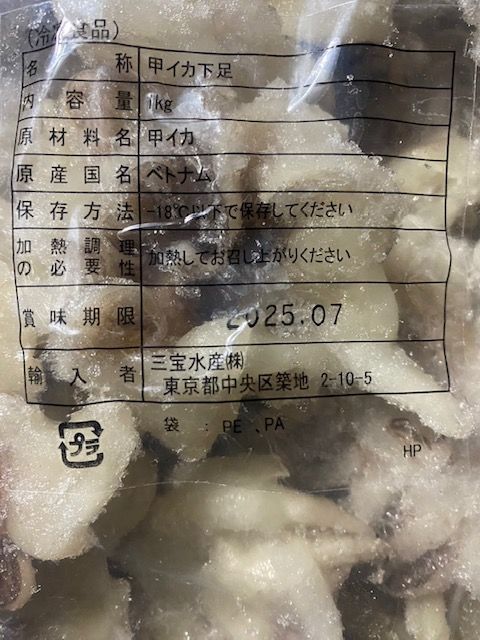 (冷凍食品)
名称 甲イカ下足
内容量 1kg
原材料名 甲イカ
原産国名 ベトナム
保存方法 -18℃以下で保存してください
加熱調理の必要性 加熱してお召し上がりください
賞味期限 2025.07
輸入者 三宝水産㈱
東京都中央区築地 2-10-5
プラ
袋 : PE 、PA
HP